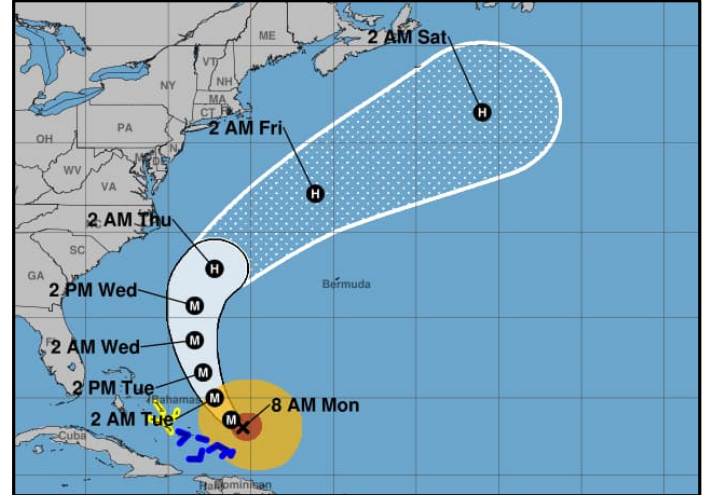 ME
2 AM Sat
VT
NH
NY
MA
CT
2 AM Fri
PA
OH
WV
VA
2 AM Thu
SC
GA
2 PM Wed
Bermuda
2 AM Wed
2 PM Tue
Bahamas
8 AM Mon
2 AM Tue
Cuba
Dominican
H
H
H
M
M
M
M
M